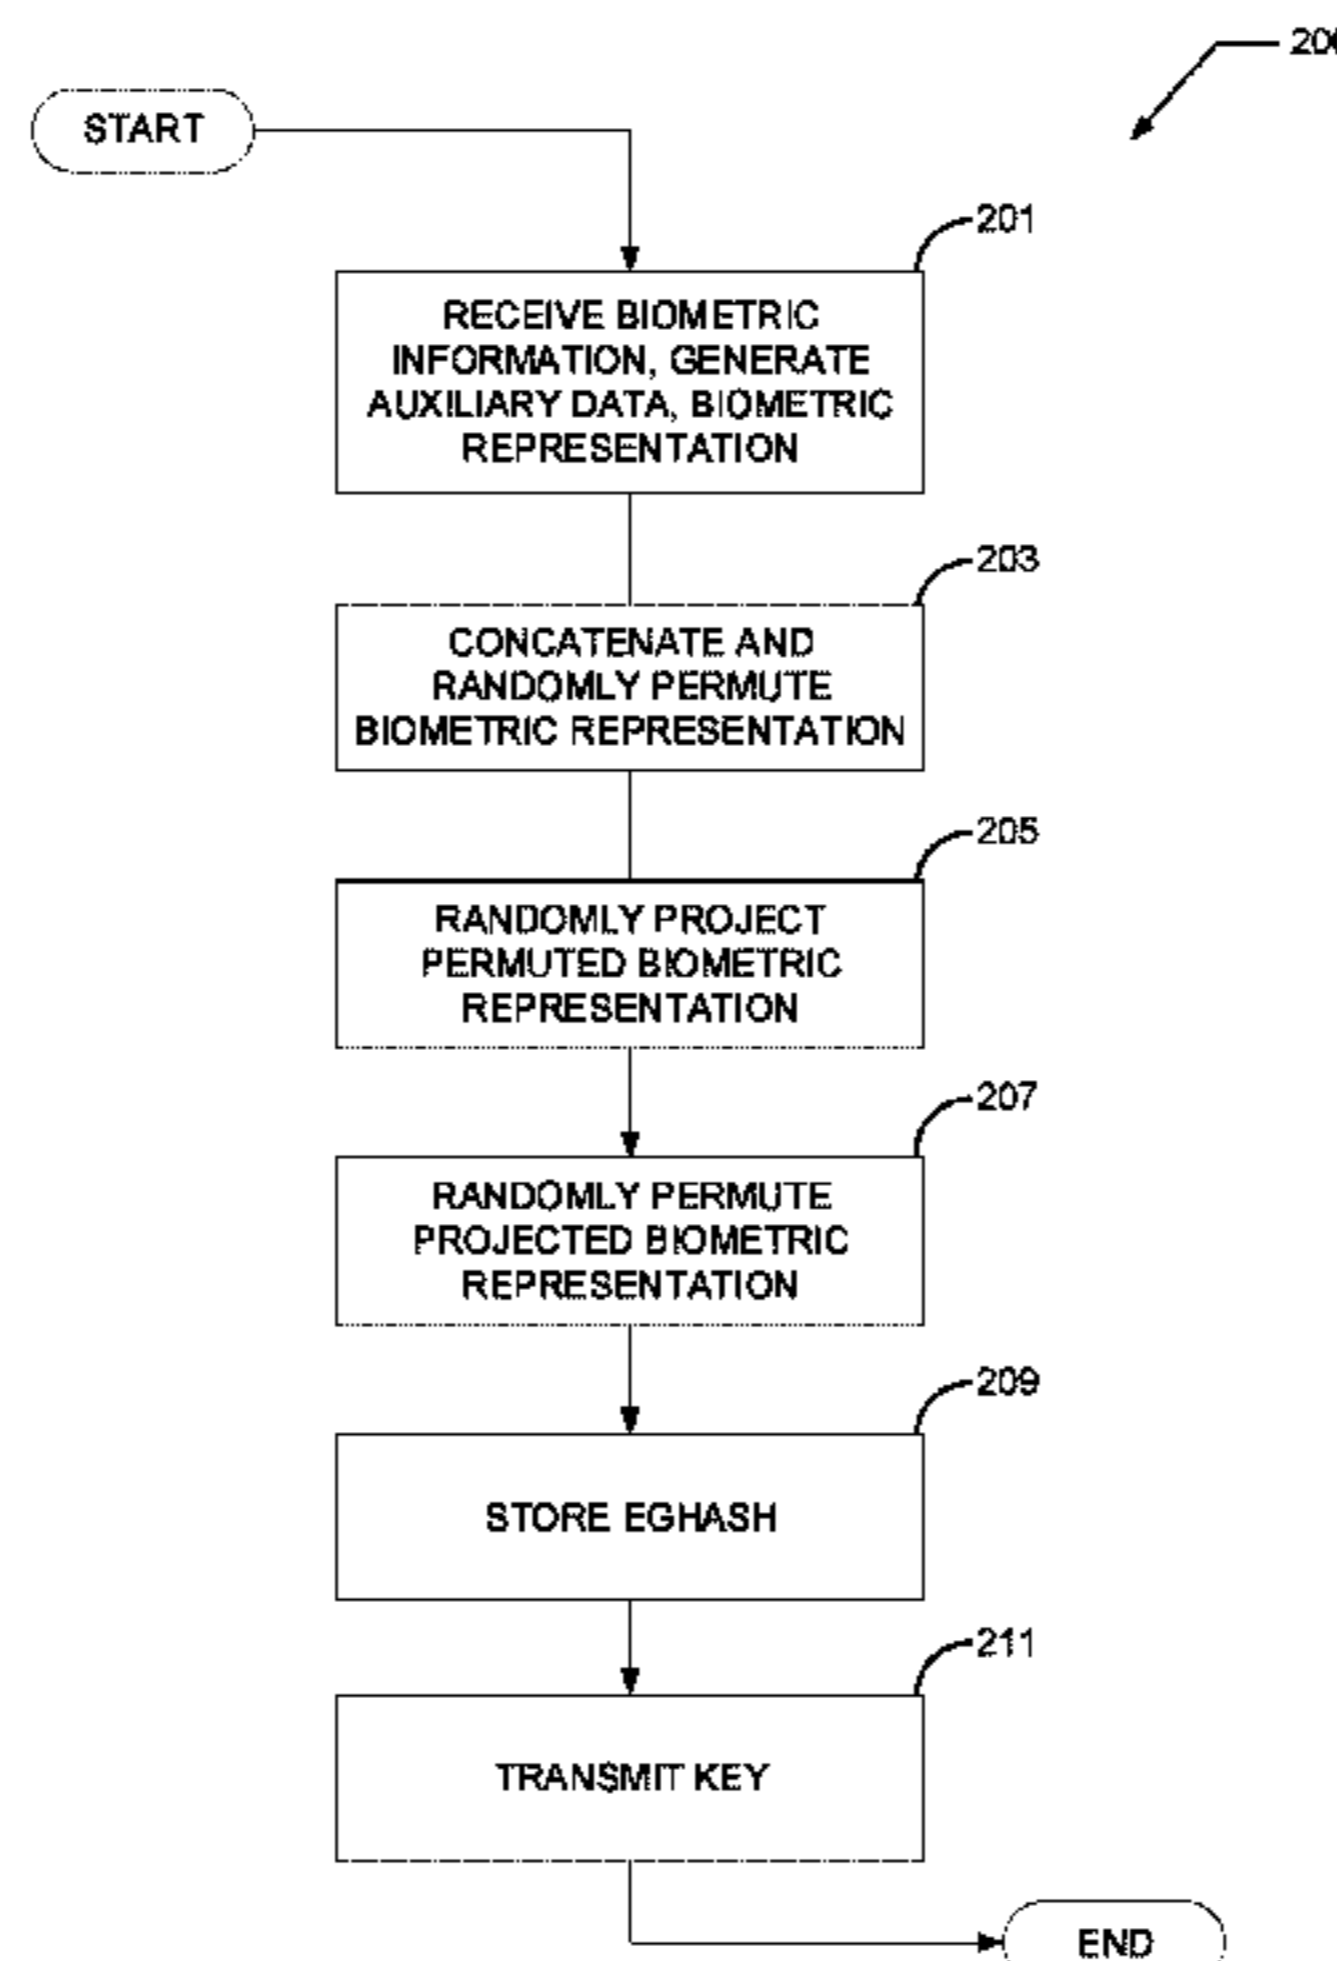 START
201
RECEIVE BIOMETRIC
INFORMATION, GENERATE
AUXILIARY DATA, BIOMETRIC
REPRESENTATION
203
CONCATENATE AND
RANDOMLY PERMUTE
BIOMETRIC REPRESENTATION
205
RANDOMLY PROJECT
PERMUTED BIOMETRIC
REPRESENTATION
207
RANDOMLY PERMUTE
PROJECTED BIOMETRIC
REPRESENTATION
209
STORE EGHASH
211
TRANSMIT KEY
END